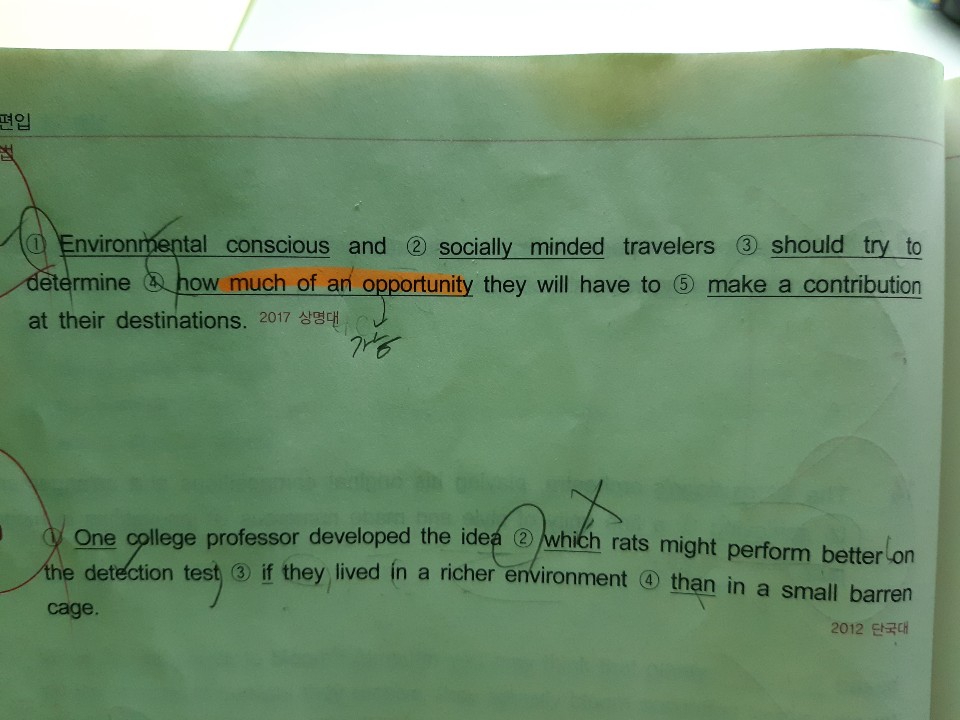 편입
법
① Environmental conscious and ② socially minded travelers ③ should try to
determine ④ how much of an opportunity they will have to ⑤ make a contribution
at their destinations. 2017 상명대
가능
① One college professor developed the idea ② which rats might perform better on
the detection test ③ if they lived in a richer environment ④ than in a small barren
cage.
2012 단국대